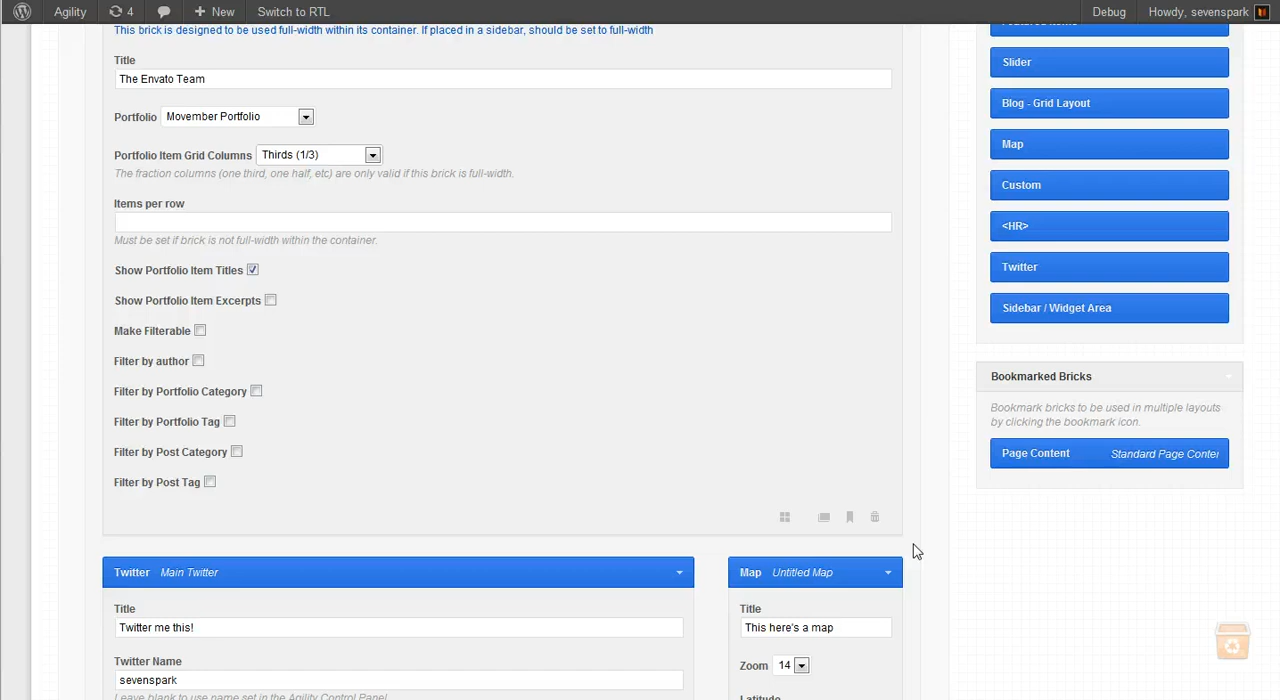 Agility 4 New Switch to RTL Debug Howdy, sevenspark
This brick is designed to be used full-width within its container. If placed in a sidebar, should be set to full-width
Title
The Envato Team
Portfolio Movember Portfolio
Portfolio Item Grid Columns Thirds (1/3)
The fraction columns (one third, one half, etc) are only valid if this brick is full-width.
Items per row
Must be set if brick is not full-width within the container.
Show Portfolio Item Titles
Show Portfolio Item Excerpts
Make Filterable
Filter by author
Filter by Portfolio Category
Filter by Portfolio Tag
Filter by Post Category
Filter by Post Tag
Twitter Main Twitter
Title
Twitter me this!
Twitter Name
sevenspark
Leave blank to use name set in the Agility Control Panel
Map Untitled Map
Title
This here's a map
Zoom 14
Latitude
Slider
Blog - Grid Layout
Map
Custom
<HR>
Twitter
Sidebar / Widget Area
Bookmarked Bricks
Bookmark bricks to be used in multiple layouts
by clicking the bookmark icon.
Page Content Standard Page Conter